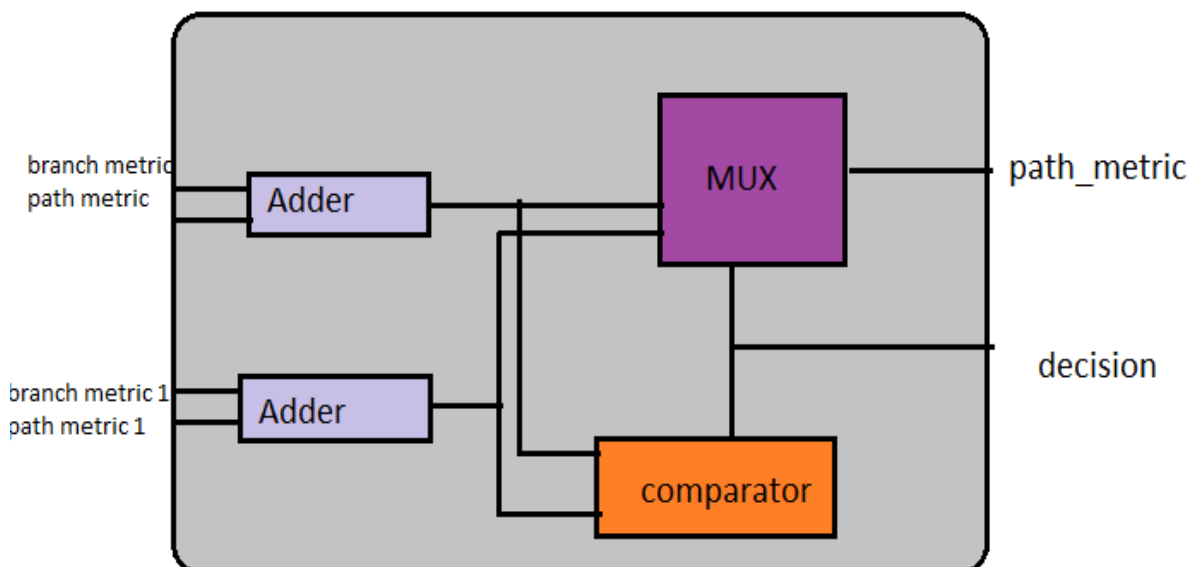 branch metric
path metric
Adder
MUX
path_metric
decision
branch metric 1
path metric 1
Adder
comparator